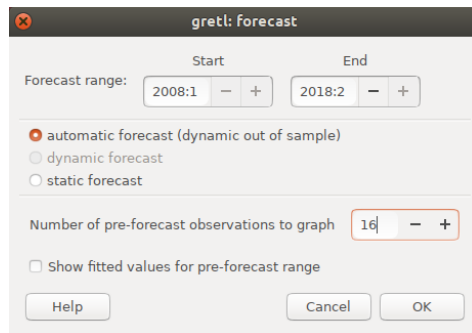 gretl: forecast
Start End
Forecast range: 2008:1 − + 2018:2 − +
automatic forecast (dynamic out of sample)
dynamic forecast
static forecast
Number of pre-forecast observations to graph 16 − +
Show fitted values for pre-forecast range
Help Cancel OK